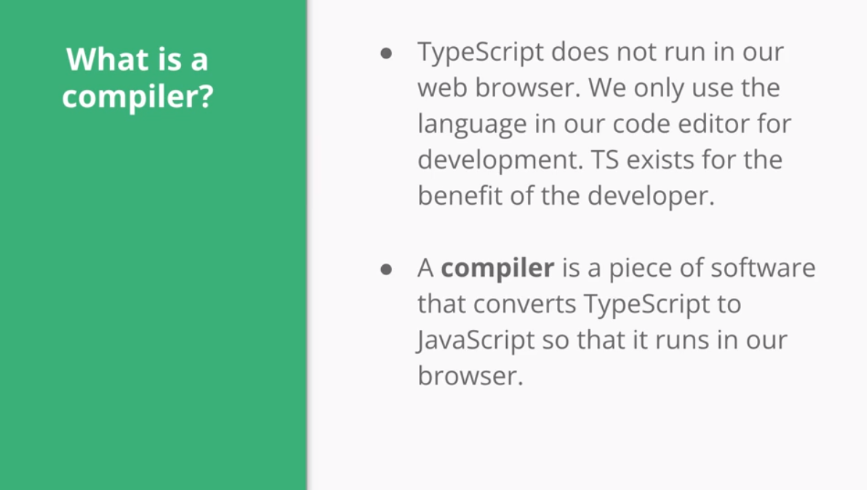 What is a
compiler?
● TypeScript does not run in our
web browser. We only use the
language in our code editor for
development. TS exists for the
benefit of the developer.
● A compiler is a piece of software
that converts TypeScript to
JavaScript so that it runs in our
browser.